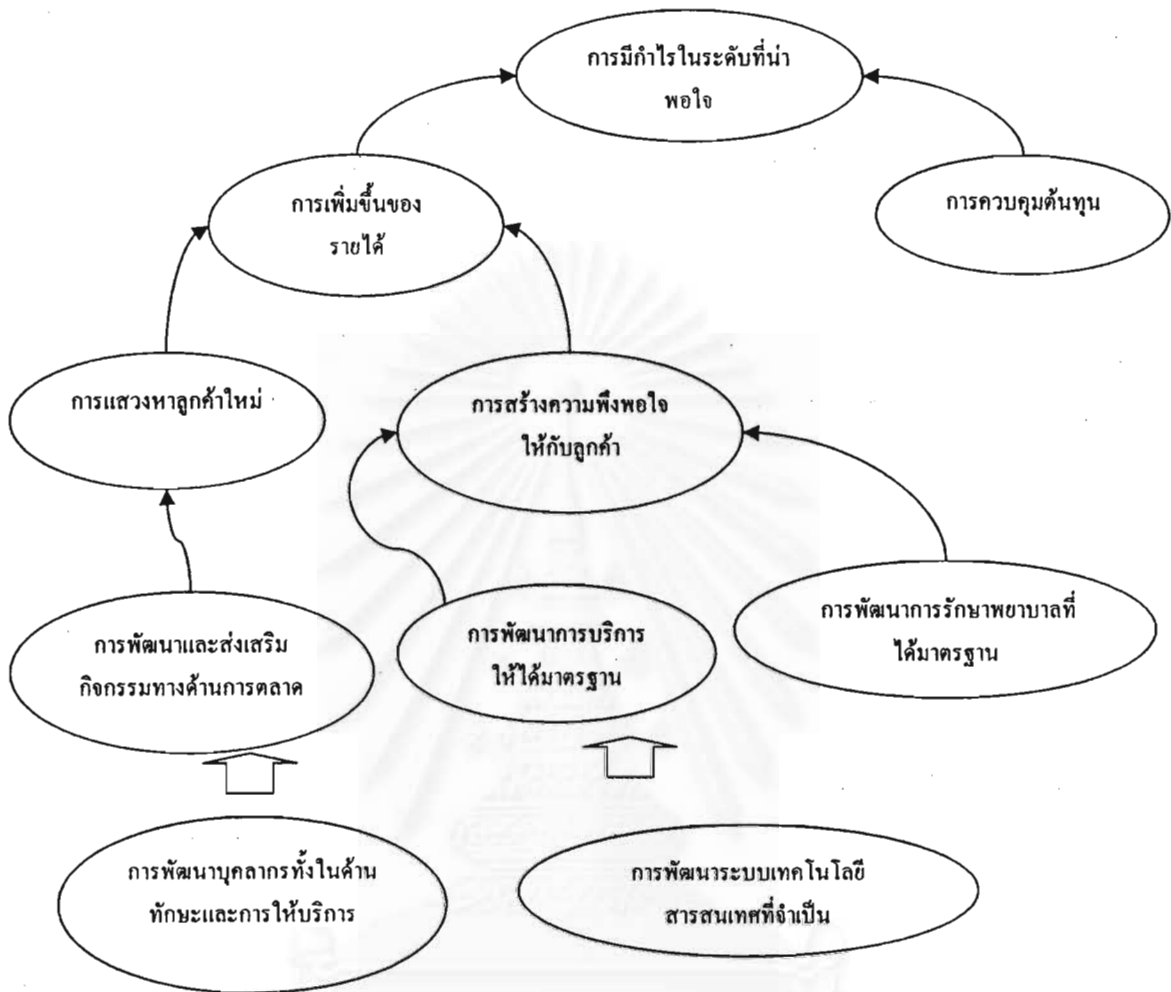 การมีกำไรในระดับที่น่า
พอใจ
การเพิ่มขึ้นของ
รายได้
การควบคุมต้นทุน
การแสวงหาลูกค้าใหม่
การสร้างความพึงพอใจ
ให้กับลูกค้า
การพัฒนาและส่งเสริม
กิจกรรมทางด้านการตลาด
การพัฒนาการบริการ
ให้ได้มาตรฐาน
การพัฒนาการรักษาพยาบาลที่
ได้มาตรฐาน
การพัฒนาบุคลากรทั้งในด้าน
ทักษะและการให้บริการ
การพัฒนาระบบเทคโนโลยี
สารสนเทศที่จำเป็น